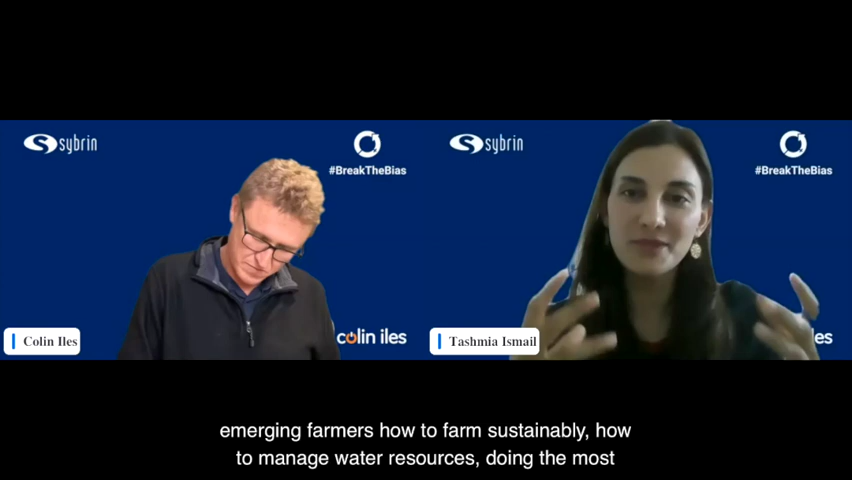 sybrin
#BreakTheBias
Colin Iles
colin iles
sybrin
#BreakTheBias
Tashmia Ismail
les
emerging farmers how to farm sustainably, how
to manage water resources, doing the most